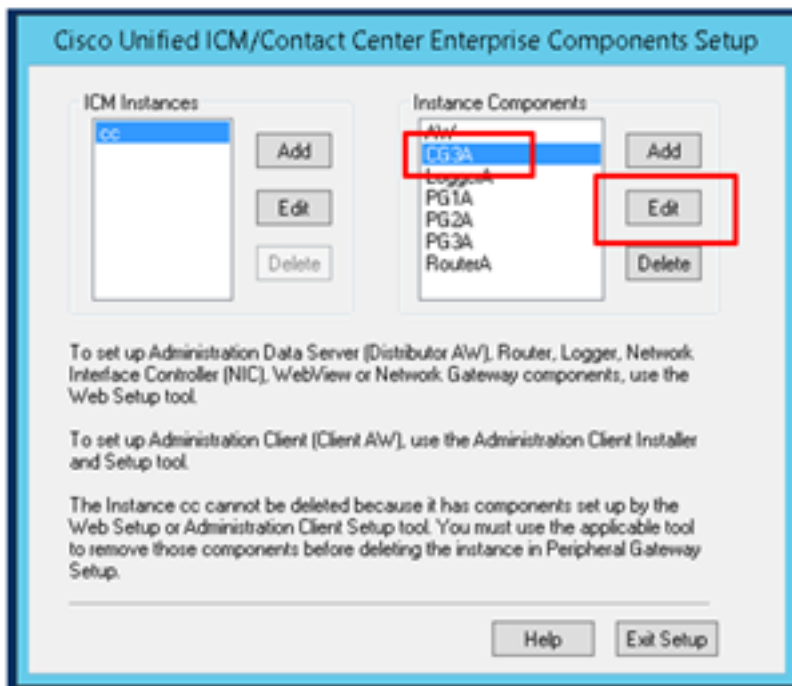 Cisco Unified ICM/Contact Center Enterprise Components Setup
ICM Instances
cc
Add
Edit
Delete
Instance Components
AW
CG3A
LoggerA
PG1A
PG2A
PG3A
RouterA
Add
Edit
Delete
To set up Administration Data Server (Distributor AW), Router, Logger, Network
Interface Controller (NIC), WebView or Network Gateway components, use the
Web Setup tool.
To set up Administration Client (Client AW), use the Administration Client Installer
and Setup tool.
The Instance cc cannot be deleted because it has components set up by the
Web Setup or Administration Client Setup tool. You must use the applicable tool
to remove those components before deleting the instance in Peripheral Gateway
Setup.
Help
Exit Setup